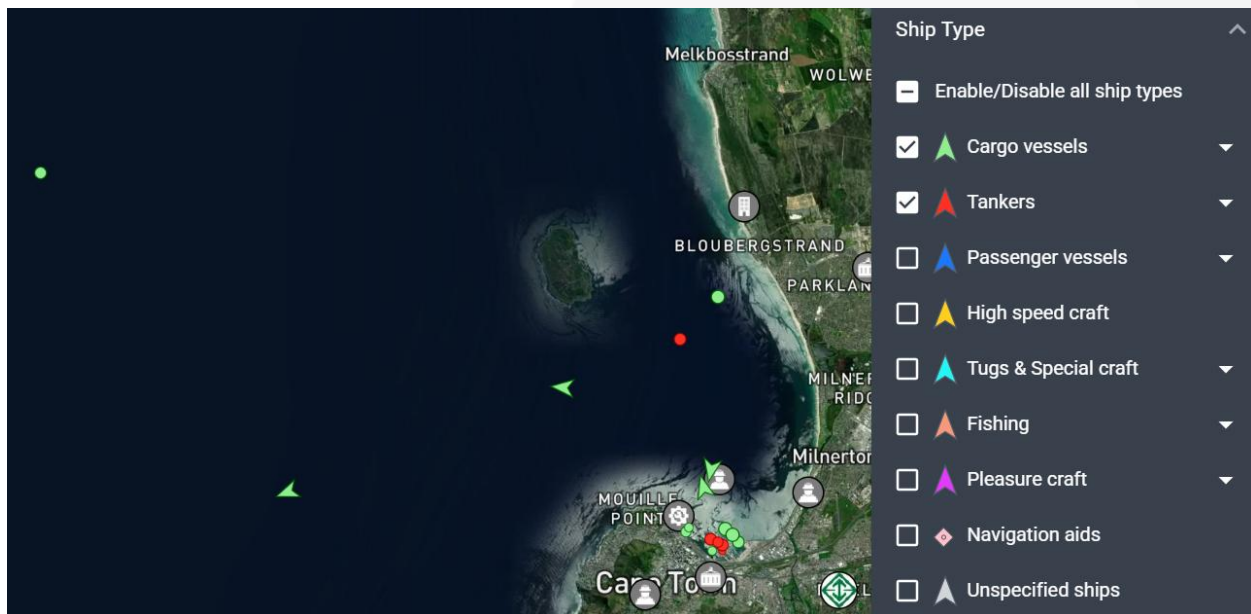 Melkbosstrand
WOLWE
BLOUBERGSTRAND
PARKLAN
MILNER
RIDG
Milnerton
MOUILLE
POINT
Cape Town
Ship Type
Enable/Disable all ship types
Cargo vessels
Tankers
Passenger vessels
High speed craft
Tugs & Special craft
Fishing
Pleasure craft
Navigation aids
Unspecified ships